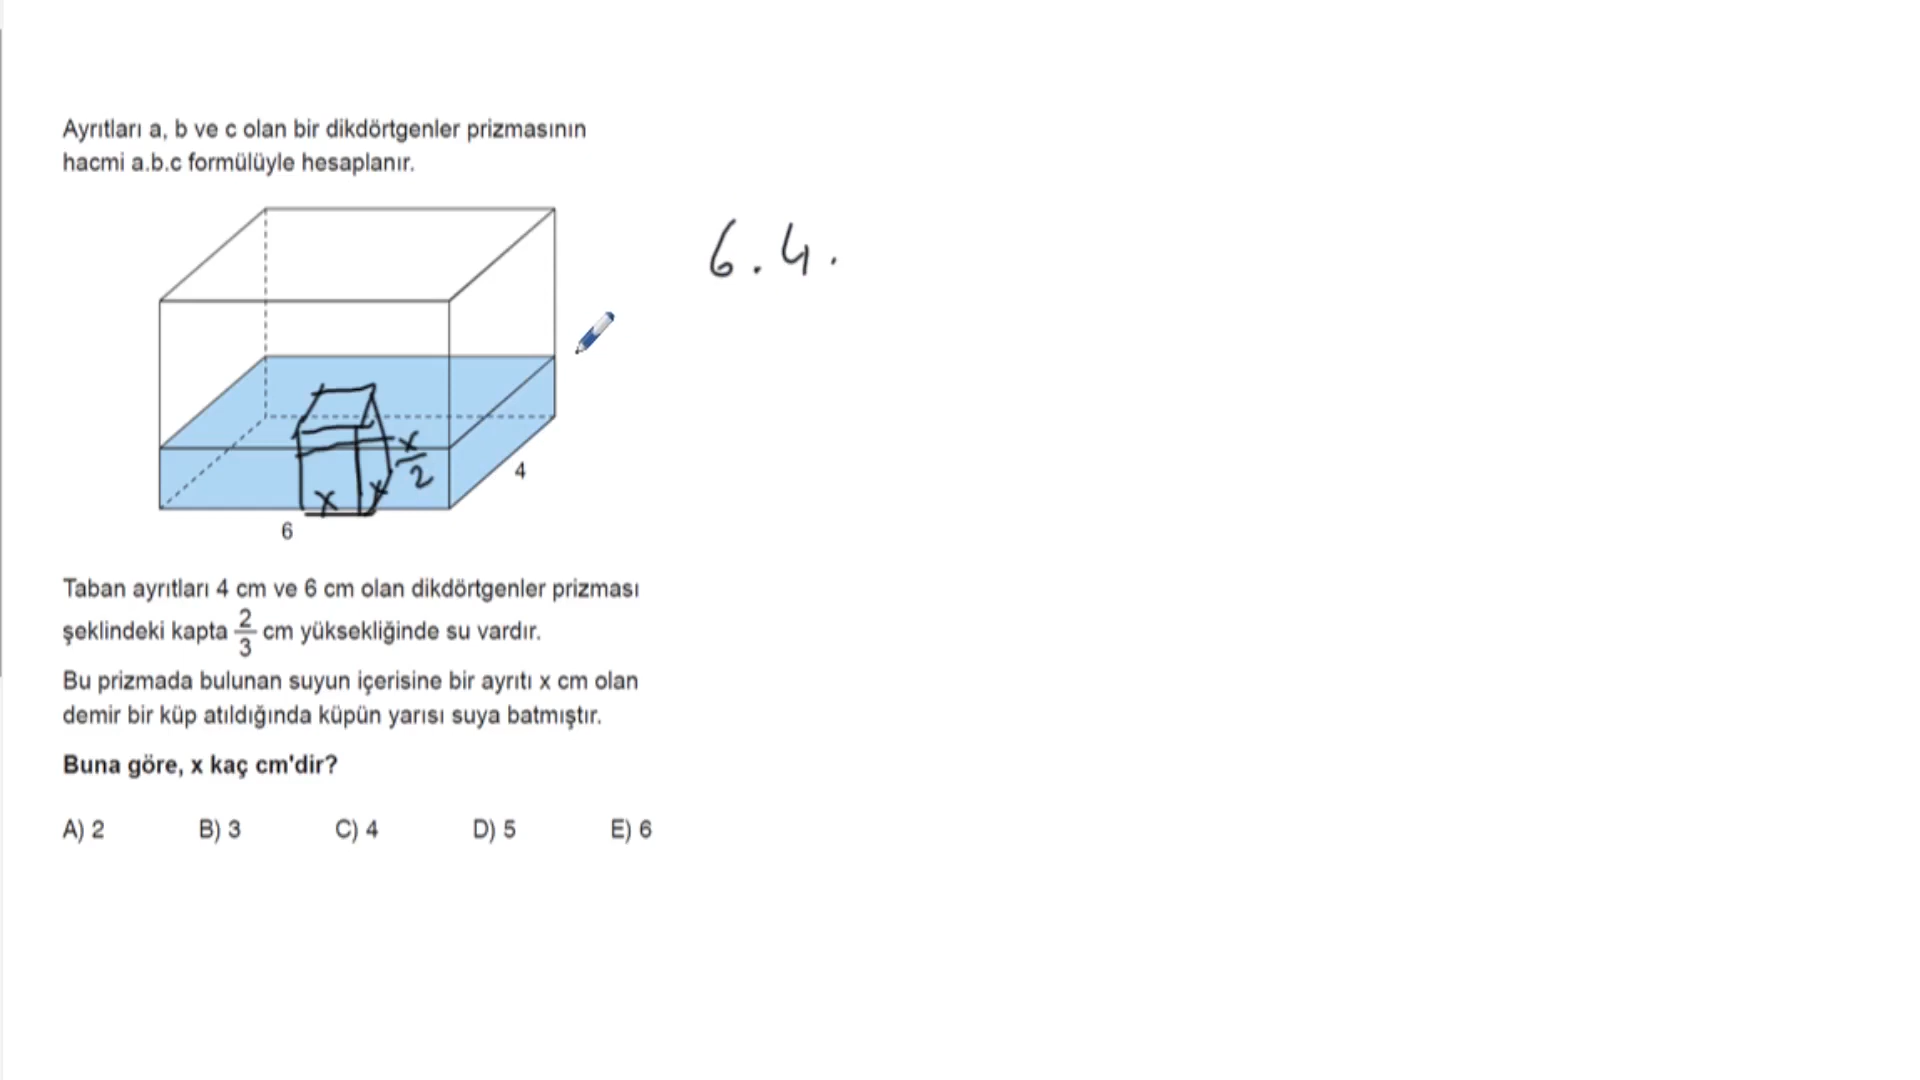 Ayrıtları a, b ve c olan bir dikdörtgenler prizmasının
hacmi a.b.c formülüyle hesaplanır.
6.4.
x/2
x
x
4
6
Taban ayrıtları 4 cm ve 6 cm olan dikdörtgenler prizması
şeklindeki kapta 2/3 cm yüksekliğinde su vardır.
Bu prizmada bulunan suyun içerisine bir ayrıtı x cm olan
demir bir küp atıldığında küpün yarısı suya batmıştır.
Buna göre, x kaç cm'dir?
A) 2 B) 3 C) 4 D) 5 E) 6